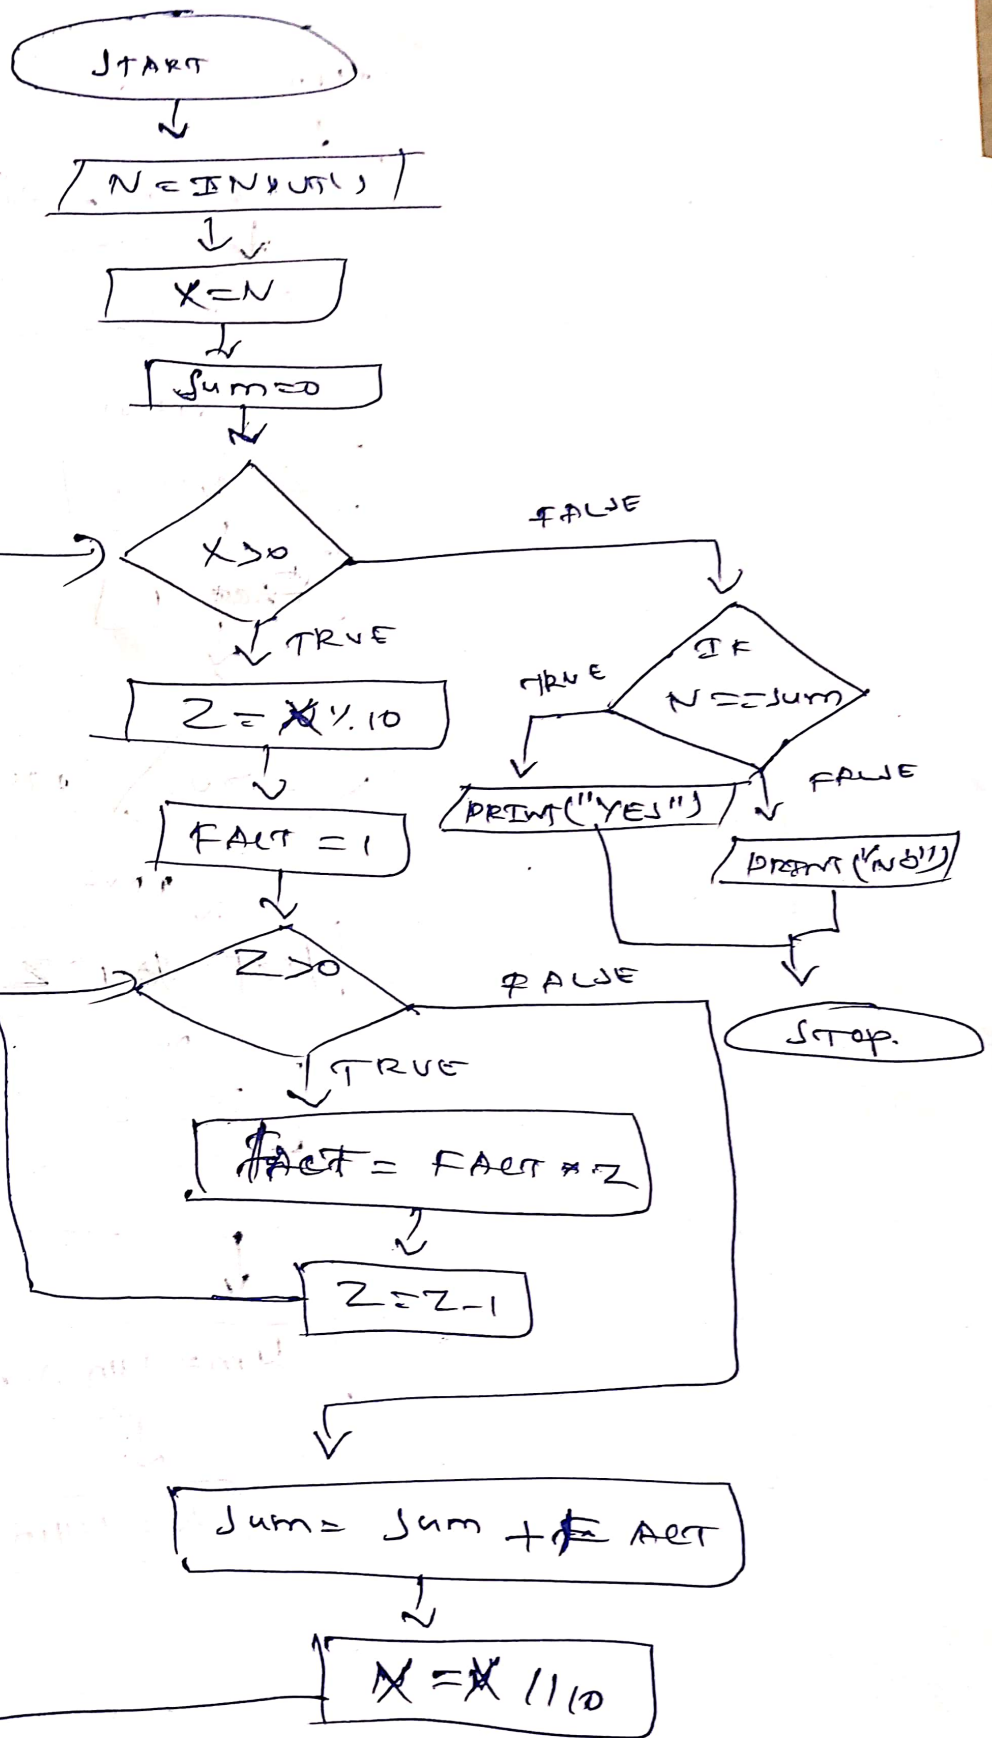 START
N = INPUT()
X = N
Sum = 0
X > 0
FALSE
TRUE
Z = X % 10
FACT = 1
IF
N == Sum
TRUE
FALSE
PRINT("YES")
PRINT("NO")
STOP.
Z > 0
FALSE
TRUE
FACT = FACT * Z
Z = Z - 1
Sum = Sum + FACT
X = X // 10